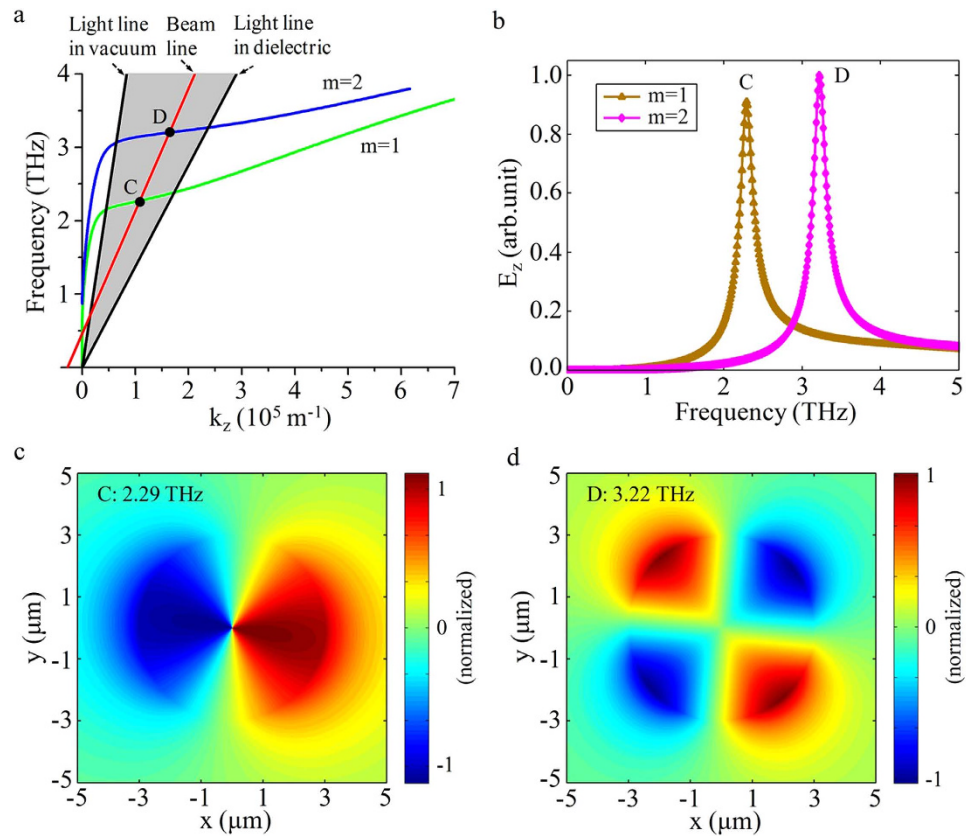 a
Light line
in vacuum
Beam
line
Light line
in dielectric
4
3
2
1
Frequency (THz)
m=2
m=1
D
C
0 1 2 3 4 5 6 7
k_z (10⁵ m⁻¹)
b
1.0
0.8
0.6
0.4
0.2
0.0
E_z (arb.unit)
m=1
m=2
C
D
0 1 2 3 4 5
Frequency (THz)
c
C: 2.29 THz
5
3
1
-1
-3
-5
y (μm)
-5 -3 -1 1 3 5
x (μm)
1
0
-1
(normalized)
d
D: 3.22 THz
5
3
1
-1
-3
-5
y (μm)
-5 -3 -1 1 3 5
x (μm)
1
0
-1
(normalized)